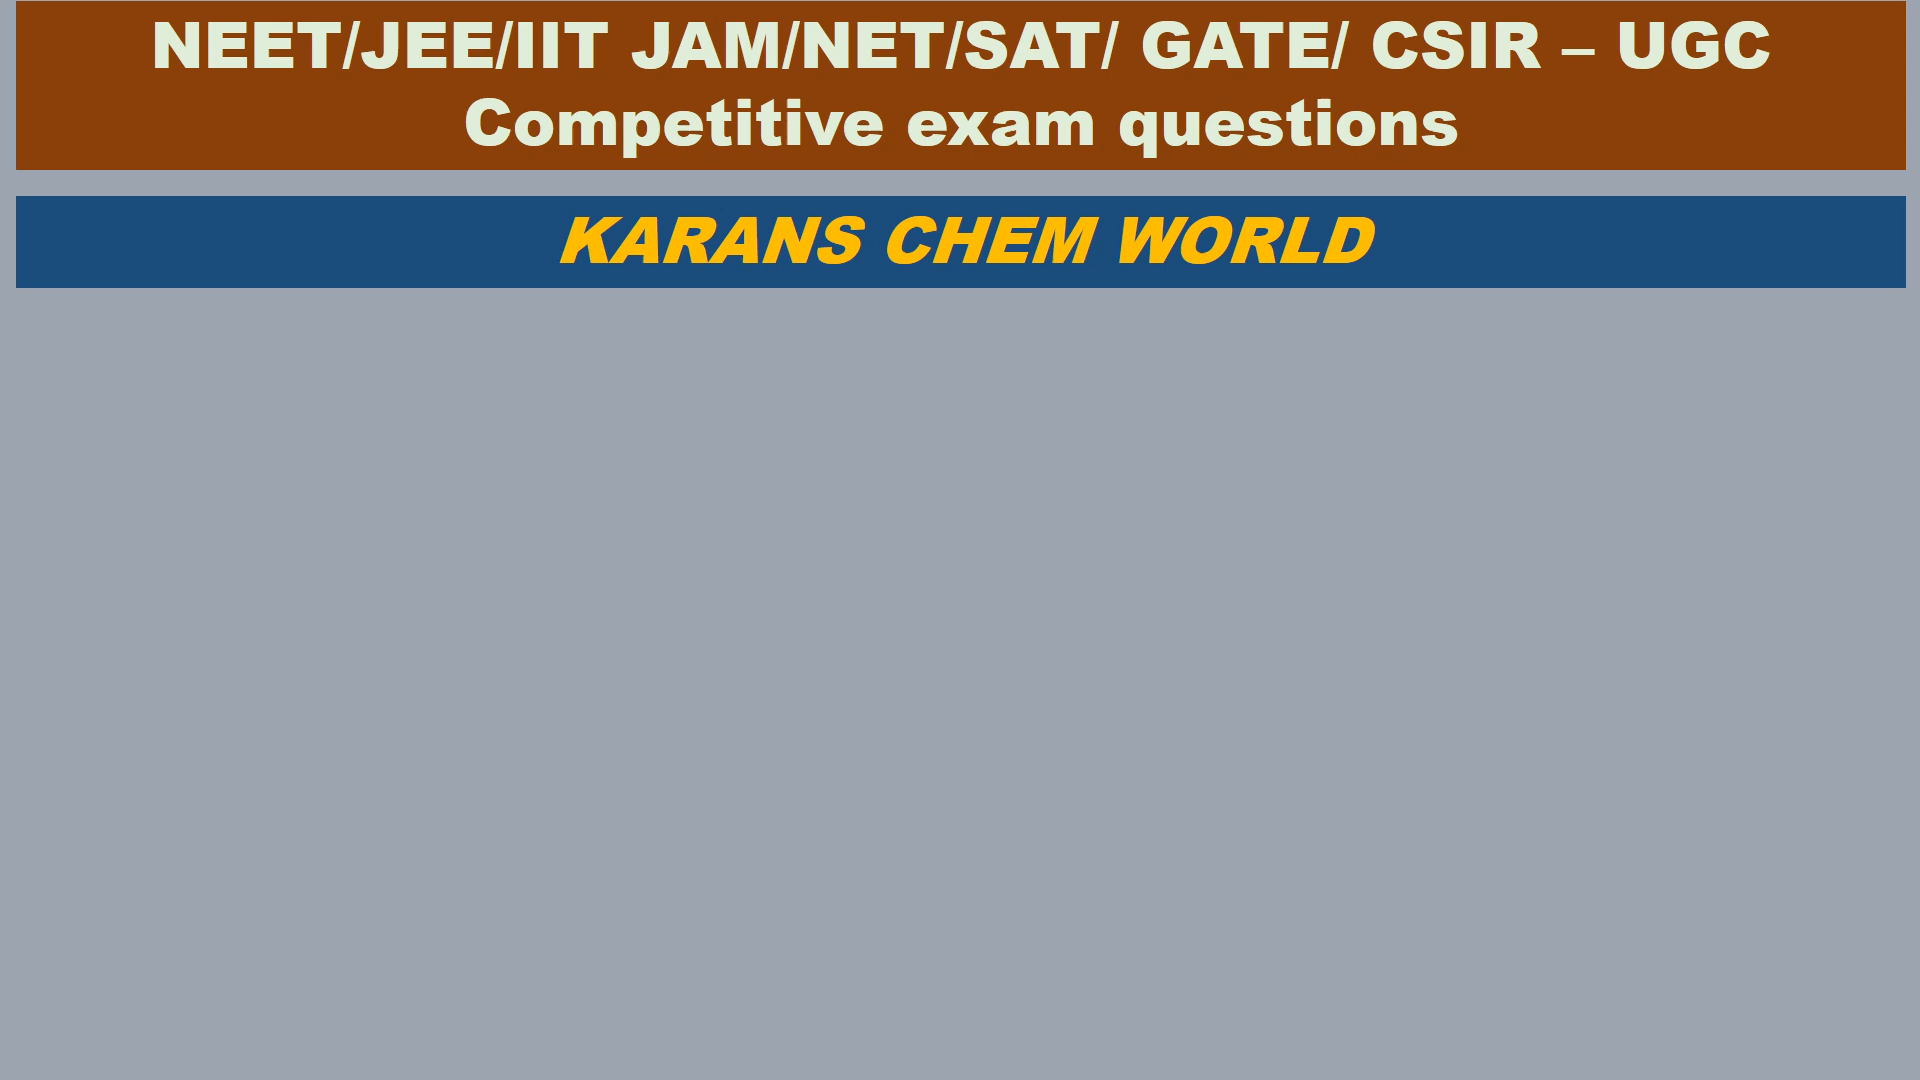 NEET/JEE/IIT JAM/NET/SAT/ GATE/ CSIR – UGC
Competitive exam questions
KARANS CHEM WORLD